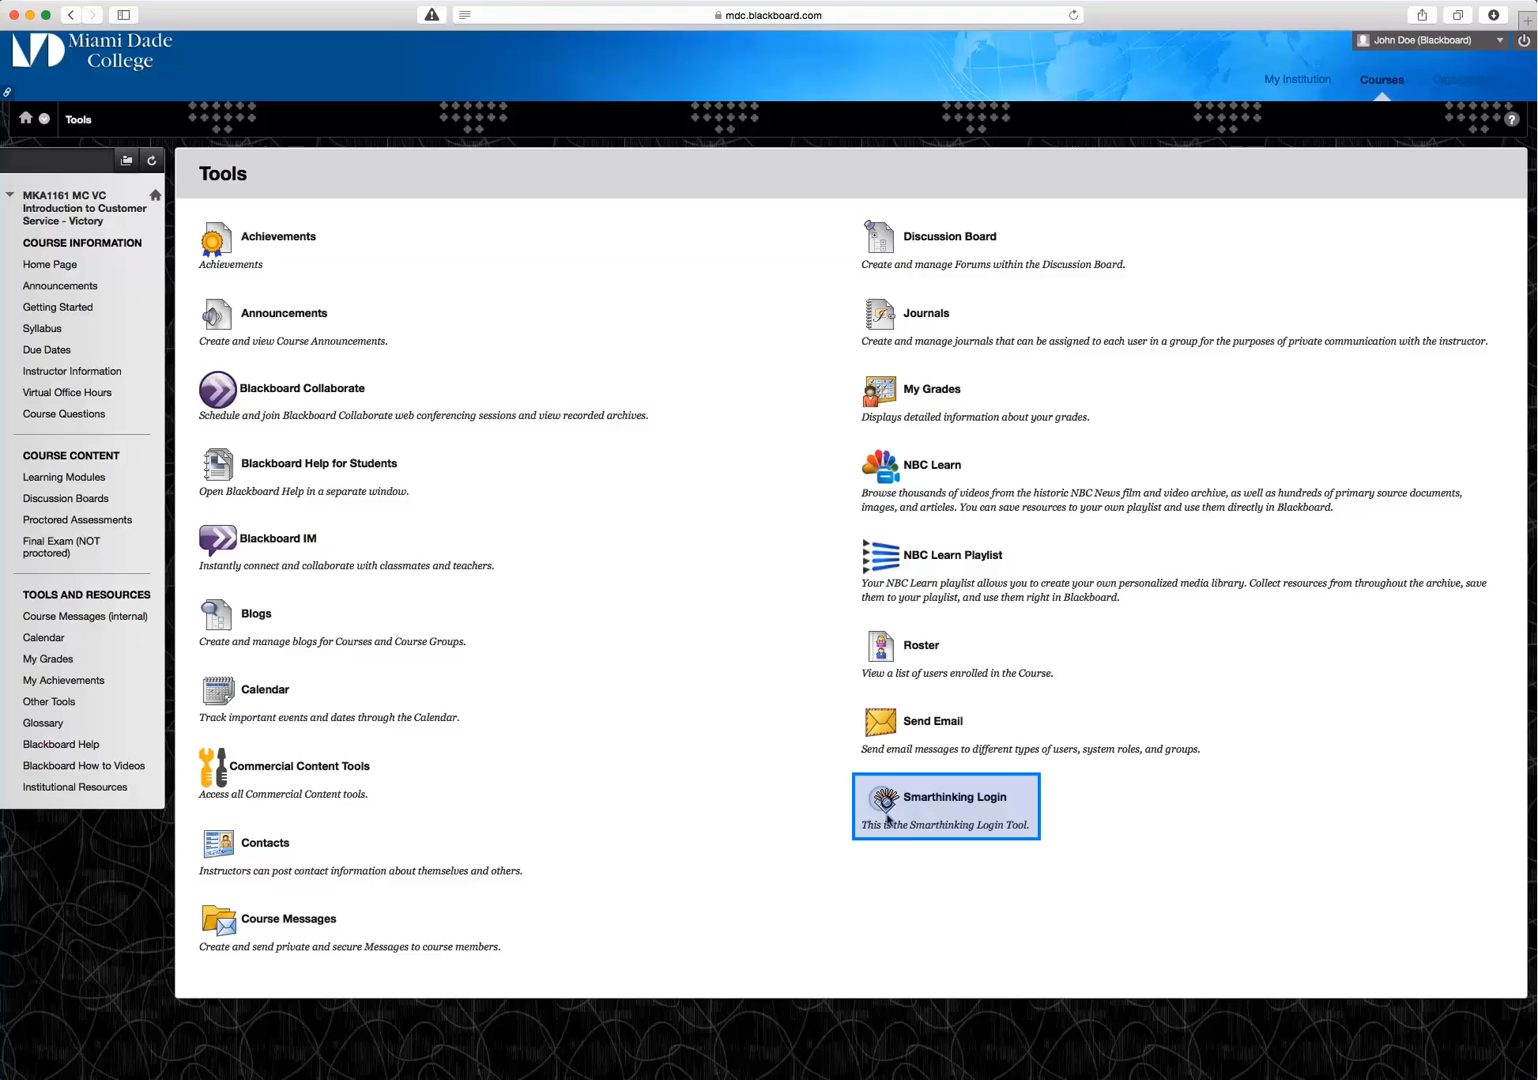 mdc.blackboard.com
Miami Dade
College
John Doe (Blackboard)
My Institution
Courses
Tools
?
MKA1161 MC VC
Introduction to Customer
Service - Victory
COURSE INFORMATION
Home Page
Announcements
Getting Started
Syllabus
Due Dates
Instructor Information
Virtual Office Hours
Course Questions
COURSE CONTENT
Learning Modules
Discussion Boards
Proctored Assessments
Final Exam (NOT
proctored)
TOOLS AND RESOURCES
Course Messages (internal)
Calendar
My Grades
My Achievements
Other Tools
Glossary
Blackboard Help
Blackboard How to Videos
Institutional Resources
Tools
Achievements
Achievements
Announcements
Create and view Course Announcements.
Blackboard Collaborate
Schedule and join Blackboard Collaborate web conferencing sessions and view recorded archives.
Blackboard Help for Students
Open Blackboard Help in a separate window.
Blackboard IM
Instantly connect and collaborate with classmates and teachers.
Blogs
Create and manage blogs for Courses and Course Groups.
Calendar
Track important events and dates through the Calendar.
Commercial Content Tools
Access all Commercial Content tools.
Contacts
Instructors can post contact information about themselves and others.
Course Messages
Create and send private and secure Messages to course members.
Discussion Board
Create and manage Forums within the Discussion Board.
Journals
Create and manage journals that can be assigned to each user in a group for the purposes of private communication with the instructor.
My Grades
Displays detailed information about your grades.
NBC Learn
Browse thousands of videos from the historic NBC News film and video archive, as well as hundreds of primary source documents,
images, and articles. You can save resources to your own playlist and use them directly in Blackboard.
NBC Learn Playlist
Your NBC Learn playlist allows you to create your own personalized media library. Collect resources from throughout the archive, save
them to your playlist, and use them right in Blackboard.
Roster
View a list of users enrolled in the Course.
Send Email
Send email messages to different types of users, system roles, and groups.
Smarthinking Login
This is the Smarthinking Login Tool.